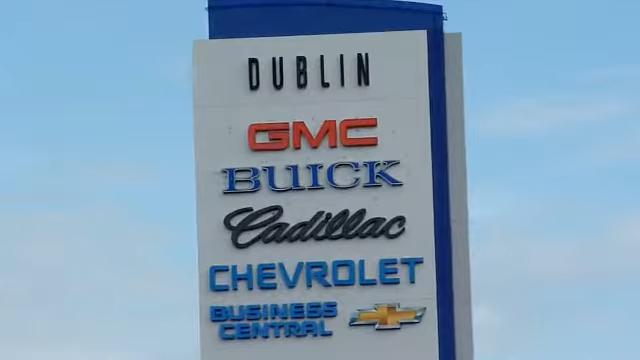 DUBLIN
GMC
BUICK
Cadillac
CHEVROLET
BUSINESS
CENTRAL